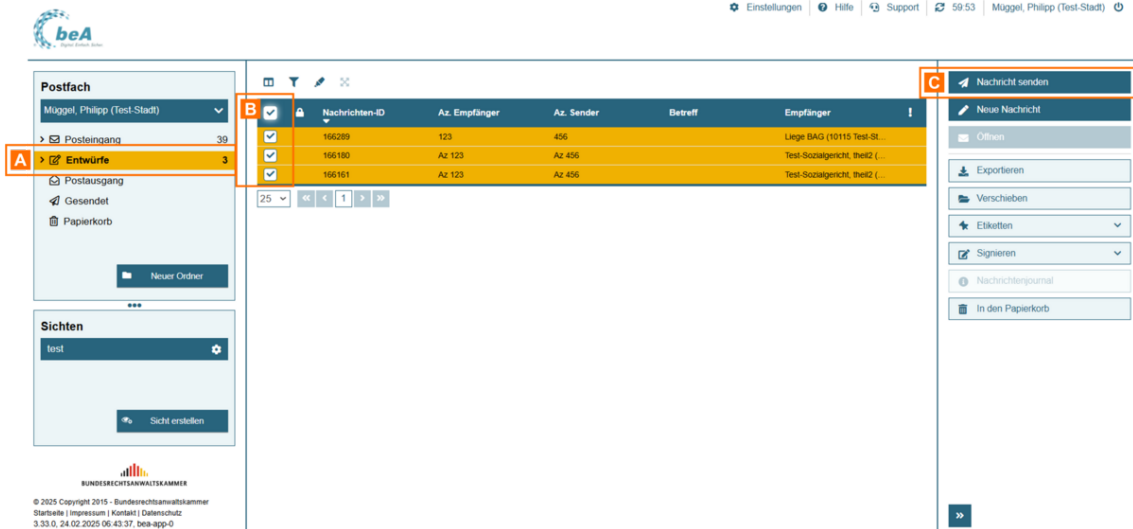 Einstellungen Hilfe Support 59:53 Müggel, Philipp (Test-Stadt)
beA
Postfach
Müggel, Philipp (Test-Stadt)
Posteingang 39
A
Entwürfe 3
Postausgang
Gesendet
Papierkorb
Neuer Ordner
Sichten
test
Sicht erstellen
BUNDESRECHTSANWALTSKAMMER
© 2025 Copyright 2015 - Bundesrechtsanwaltskammer
Startseite | Impressum | Kontakt | Datenschutz
3.33.0, 24.02.2025 06:43:37, bea-app-0
B
Nachrichten-ID Az. Empfänger Az. Sender Betreff Empfänger !
166289 123 456 Liege BAG (10115 Test-St...
166180 Az 123 Az 456 Test-Sozialgericht, theil2 (...
166161 Az 123 Az 456 Test-Sozialgericht, theil2 (...
25 « < 1 > »
C
Nachricht senden
Neue Nachricht
Öffnen
Exportieren
Verschieben
Etiketten
Signieren
Nachrichtenjournal
In den Papierkorb
»